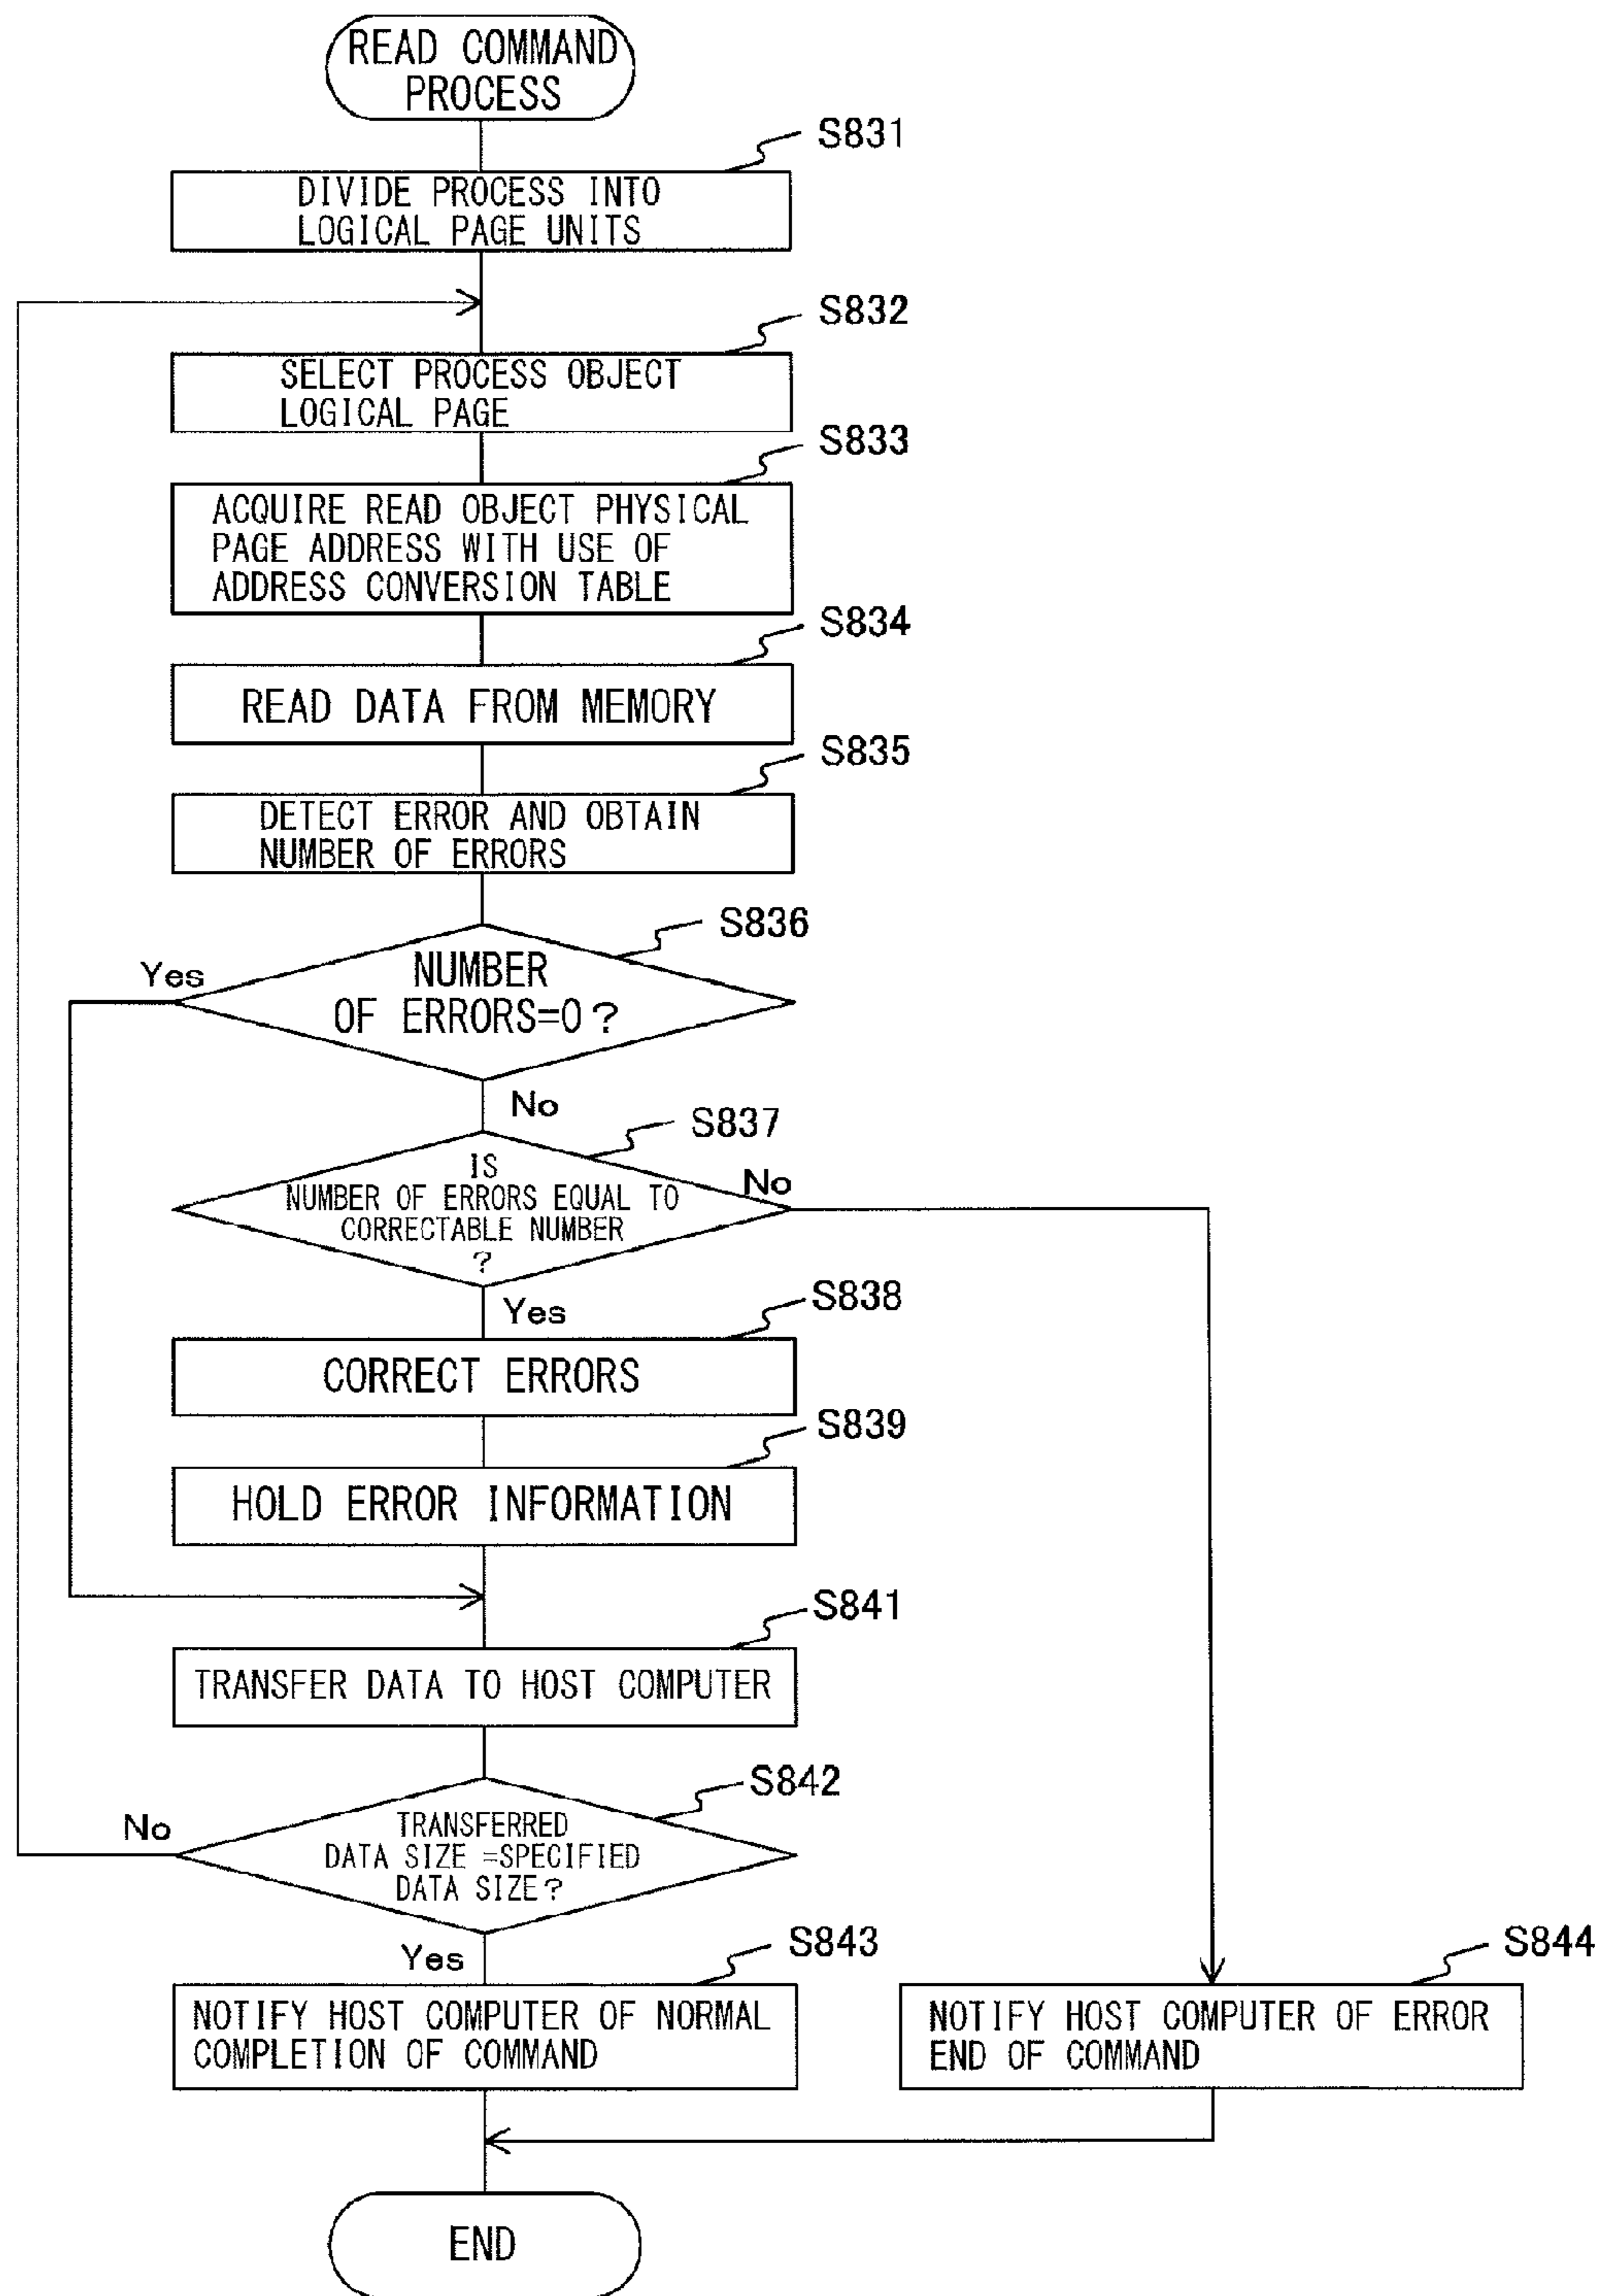 READ COMMAND
PROCESS
S831
DIVIDE PROCESS INTO
LOGICAL PAGE UNITS
S832
SELECT PROCESS OBJECT
LOGICAL PAGE
S833
ACQUIRE READ OBJECT PHYSICAL
PAGE ADDRESS WITH USE OF
ADDRESS CONVERSION TABLE
S834
READ DATA FROM MEMORY
S835
DETECT ERROR AND OBTAIN
NUMBER OF ERRORS
S836
Yes
NUMBER
OF ERRORS=0?
No
S837
IS
NUMBER OF ERRORS EQUAL TO
CORRECTABLE NUMBER
?
No
Yes
S838
CORRECT ERRORS
S839
HOLD ERROR INFORMATION
S841
TRANSFER DATA TO HOST COMPUTER
S842
No
TRANSFERRED
DATA SIZE =SPECIFIED
DATA SIZE?
Yes
S843
NOTIFY HOST COMPUTER OF NORMAL
COMPLETION OF COMMAND
S844
NOTIFY HOST COMPUTER OF ERROR
END OF COMMAND
END